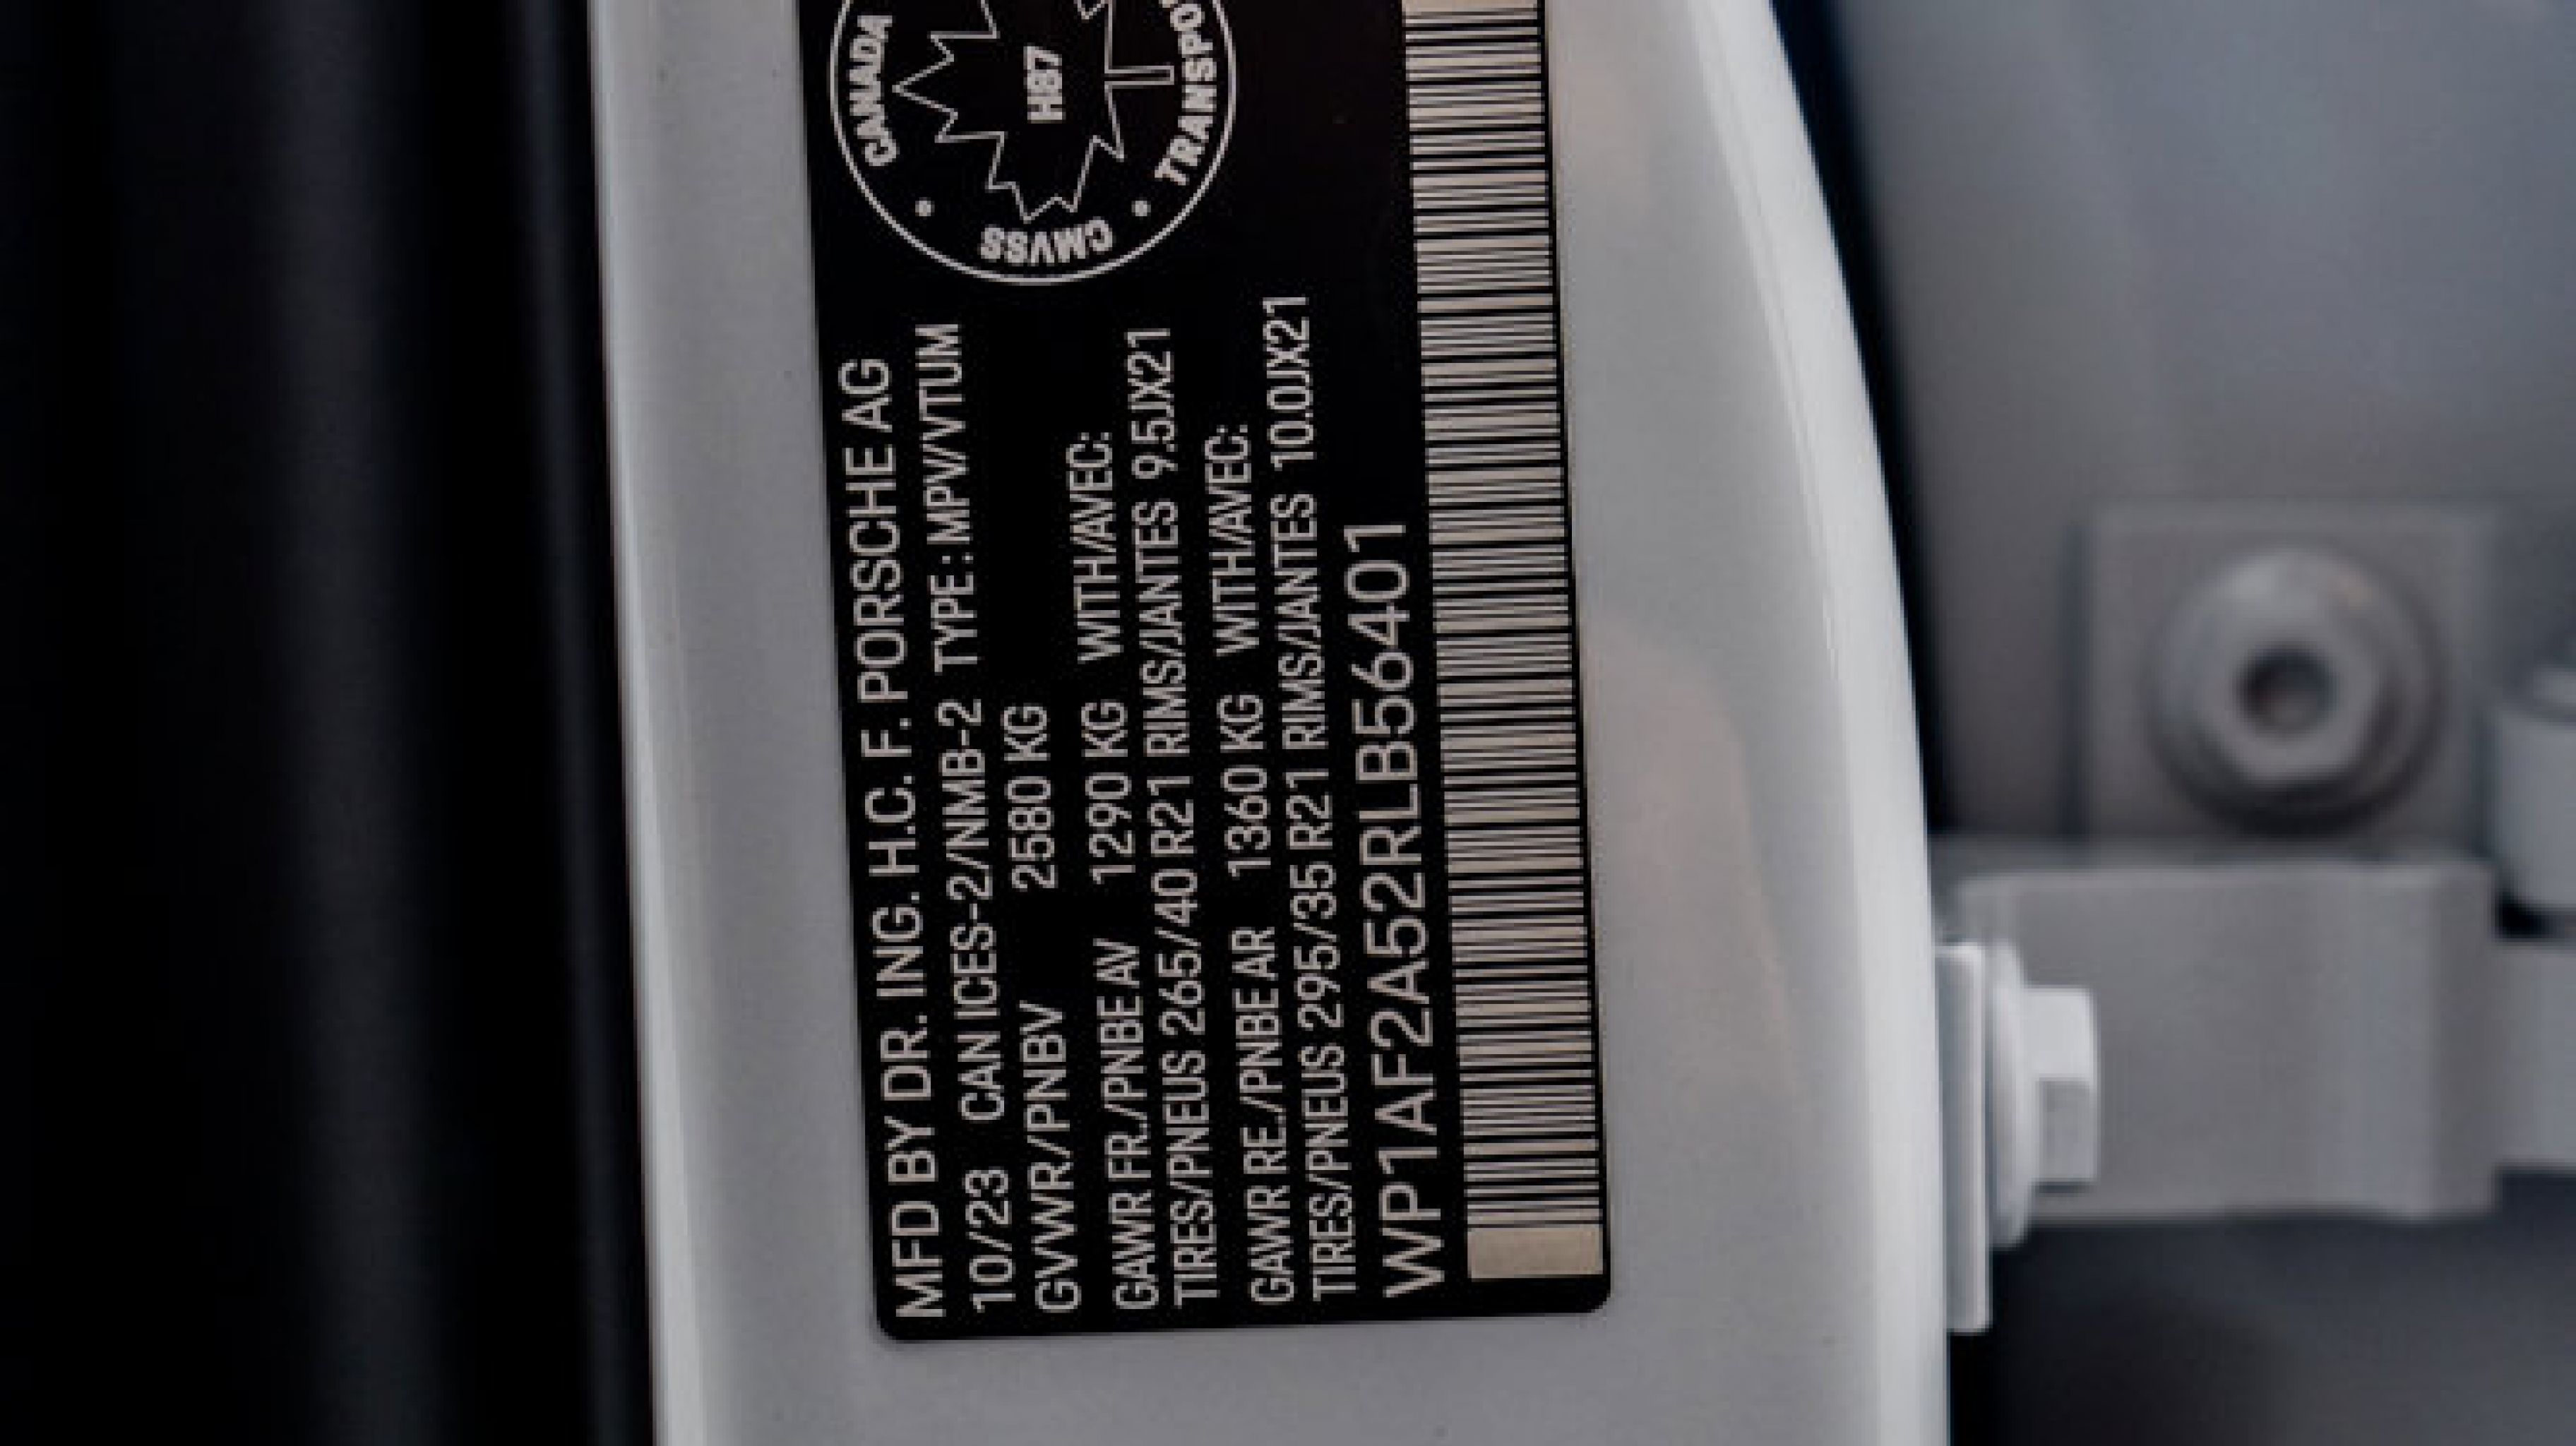 MFD BY DR. ING. H.C. F. PORSCHE AG
10/23 CAN ICES-2/NMB-2 TYPE: MPV/VTUM
GVWR/PNBV 2580 KG
GAWR FR./PNBE AV 1290 KG WITH/AVEC:
TIRES/PNEUS 265/40 R21 RIMS/JANTES 9.5JX21
GAWR RE./PNBE AR 1360 KG WITH/AVEC:
TIRES/PNEUS 295/35 R21 RIMS/JANTES 10.0JX21
WP1AF2A52RLB56401
CANADA
H87
CMVSS